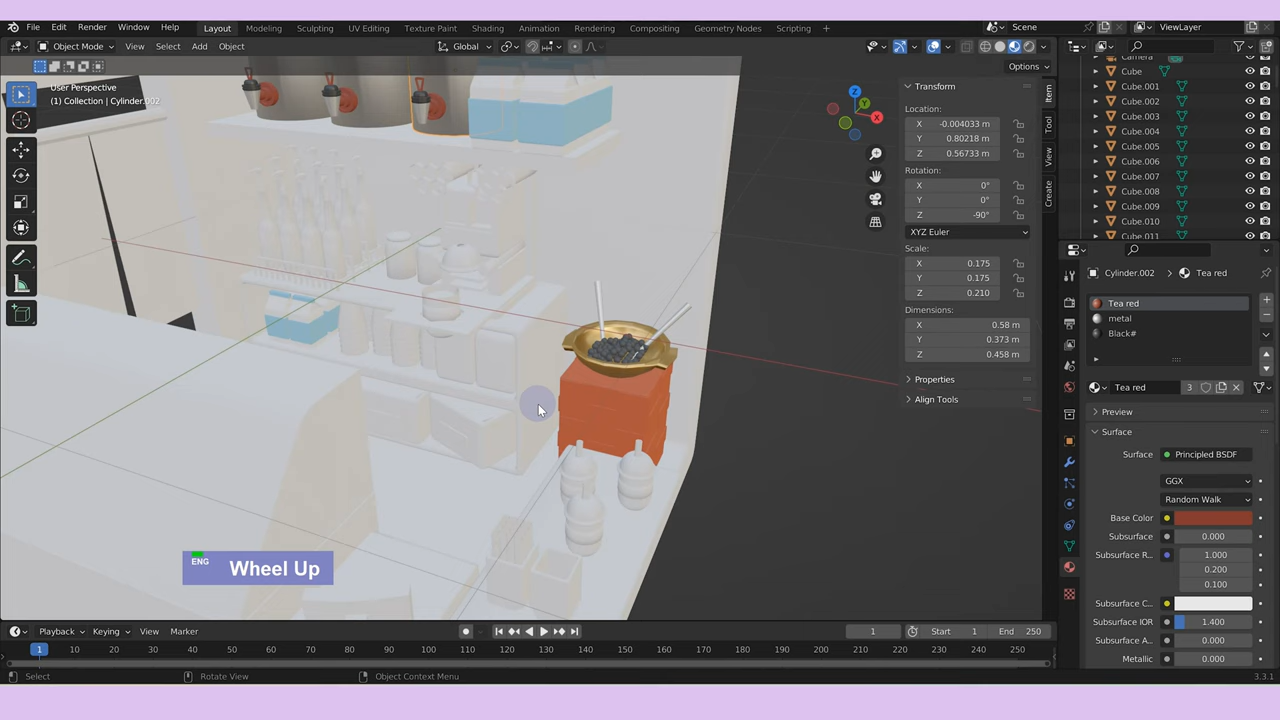 File Edit Render Window Help Layout Modeling Sculpting UV Editing Texture Paint Shading Animation Rendering Compositing Geometry Nodes Scripting + Scene ViewLayer
Object Mode View Select Add Object Global
Options
User Perspective
(1) Collection | Cylinder.002
Z
Y
X
Transform
Location:
X -0.004033 m
Y 0.80218 m
Z 0.56733 m
Rotation:
X 0°
Y 0°
Z -90°
XYZ Euler
Scale:
X 0.175
Y 0.175
Z 0.210
Dimensions:
X 0.58 m
Y 0.373 m
Z 0.458 m
Properties
Align Tools
Item
Tool
View
Create
Camera
Cube
Cube.001
Cube.002
Cube.003
Cube.004
Cube.005
Cube.006
Cube.007
Cube.008
Cube.009
Cube.010
Cube.011
Cylinder.002 Tea red
Tea red
metal
Black#
Tea red 3
Preview
Surface
Surface Principled BSDF
GGX
Random Walk
Base Color
Subsurface 0.000
Subsurface R... 1.000
0.200
0.100
Subsurface C...
Subsurface IOR 1.400
Subsurface A... 0.000
Metallic 0.000
ENG Wheel Up
Playback Keying View Marker 1 Start 1 End 250
1 10 20 30 40 50 60 70 80 90 100 110 120 130 140 150 160 170 180 190 200 210 220 230 240 250
Select Rotate View Object Context Menu 3.3.1